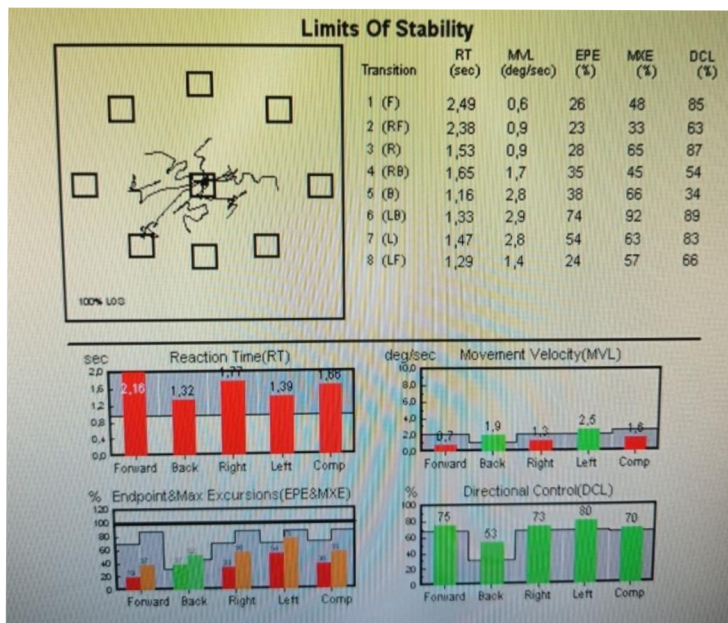 Limits Of Stability
Transition RT (sec) MVL (deg/sec) EPE (%) MXE (%) DCL (%)
1 (F) 2,49 0,6 26 48 85
2 (RF) 2,38 0,9 23 33 63
3 (R) 1,53 0,9 28 65 87
4 (RB) 1,65 1,7 35 45 54
5 (B) 1,16 2,8 38 66 34
6 (LB) 1,33 2,9 74 92 89
7 (L) 1,47 2,8 54 63 83
8 (LF) 1,29 1,4 24 57 66
100% LOS
sec Reaction Time(RT)
2,0
1,6
1,2
0,8
0,4
0,0
2,16 1,32 1,77 1,39 1,66
Forward Back Right Left Comp
deg/sec Movement Velocity(MVL)
10,0
8,0
6,0
4,0
2,0
0,0
0,7 1,9 1,3 2,5 1,6
Forward Back Right Left Comp
% Endpoint&Max Excursions(EPE&MXE)
120
100
80
60
40
20
0
Forward Back Right Left Comp
% Directional Control(DCL)
100
80
60
40
20
0
75 53 73 80 70
Forward Back Right Left Comp